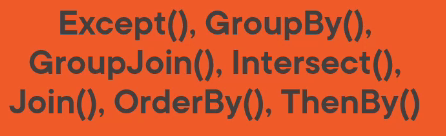 Except(), GroupBy(),
GroupJoin(), Intersect(),
Join(), OrderBy(), ThenBy()